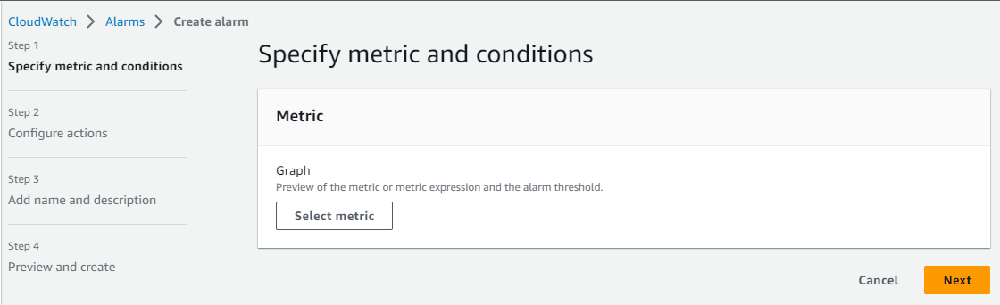 CloudWatch > Alarms > Create alarm
Step 1
Specify metric and conditions
Step 2
Configure actions
Step 3
Add name and description
Step 4
Preview and create
Specify metric and conditions
Metric
Graph
Preview of the metric or metric expression and the alarm threshold.
Select metric
Cancel
Next